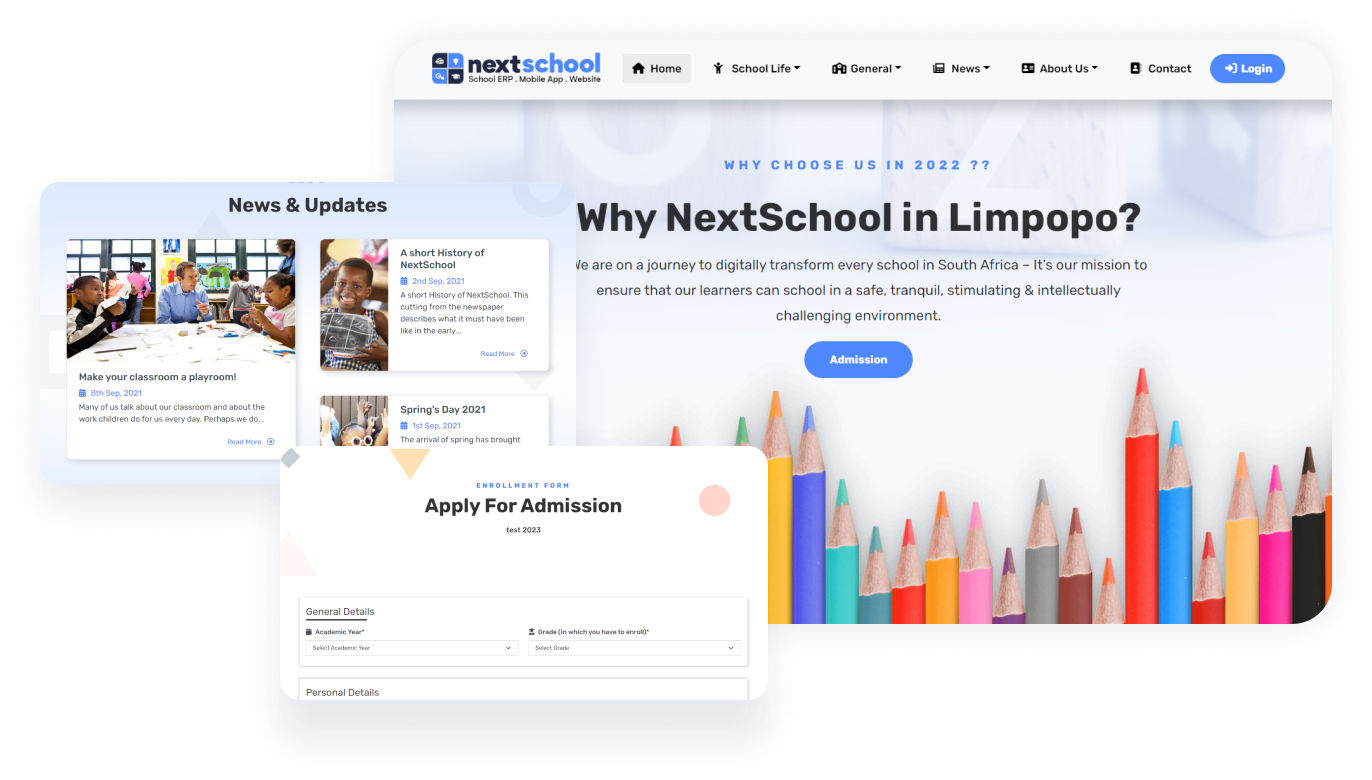 nextschool
School ERP . Mobile App . Website
Home
School Life
General
News
About Us
Contact
Login
WHY CHOOSE US IN 2022 ??
Why NextSchool in Limpopo?
We are on a journey to digitally transform every school in South Africa – It's our mission to
ensure that our learners can school in a safe, tranquil, stimulating & intellectually
challenging environment.
Admission
News & Updates
Make your classroom a playroom!
8th Sep, 2021
Many of us talk about our classroom and about the
work children do for us every day. Perhaps we do...
Read More
A short History of
NextSchool
2nd Sep, 2021
A short History of NextSchool. This
cutting from the newspaper
describes what it must have been
like in the early...
Read More
Spring's Day 2021
1st Sep, 2021
The arrival of spring has brought
ENROLLMENT FORM
Apply For Admission
test 2023
General Details
Academic Year*
Select Academic Year
Grade (in which you have to enroll)*
Select Grade
Personal Details